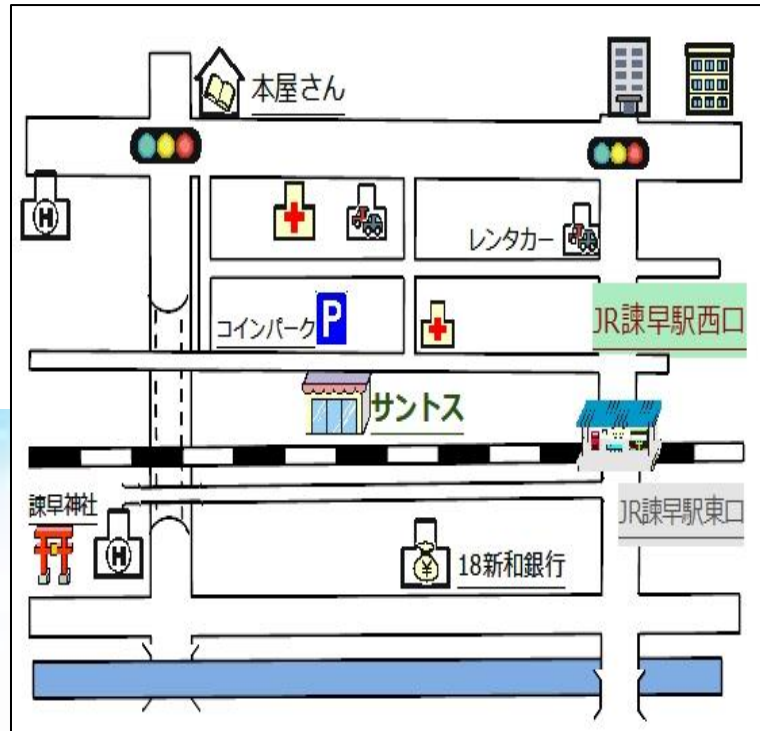 本屋さん
H
レンタカー
コインパーク P
JR諫早駅西口
サントス
諫早神社
H
¥
18新和銀行
JR諫早駅東口